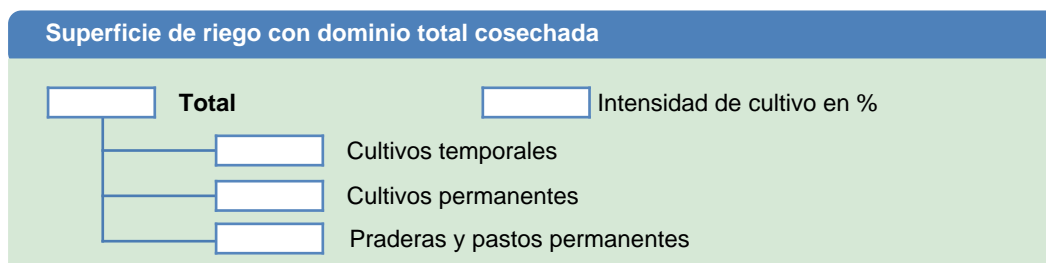 Superficie de riego con dominio total cosechada
Total
Intensidad de cultivo en %
Cultivos temporales
Cultivos permanentes
Praderas y pastos permanentes